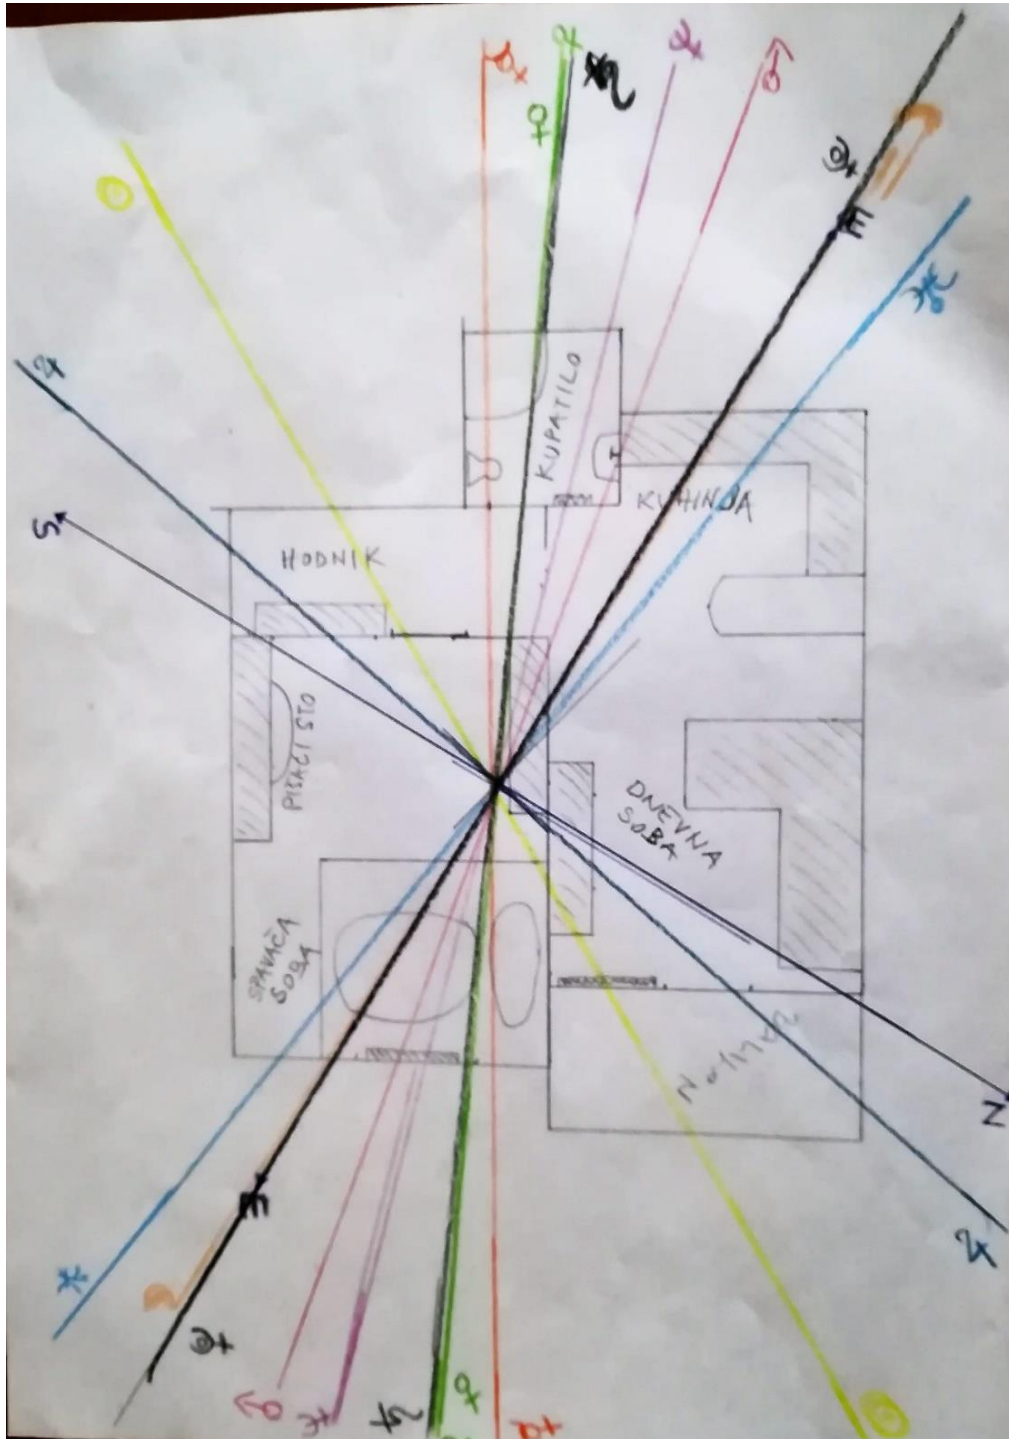 S
KUPATILO
KUHINJA
HODNIK
PISAĆI STO
DNEVNA
SOBA
SPAVAĆA
SOBA
N
E
E